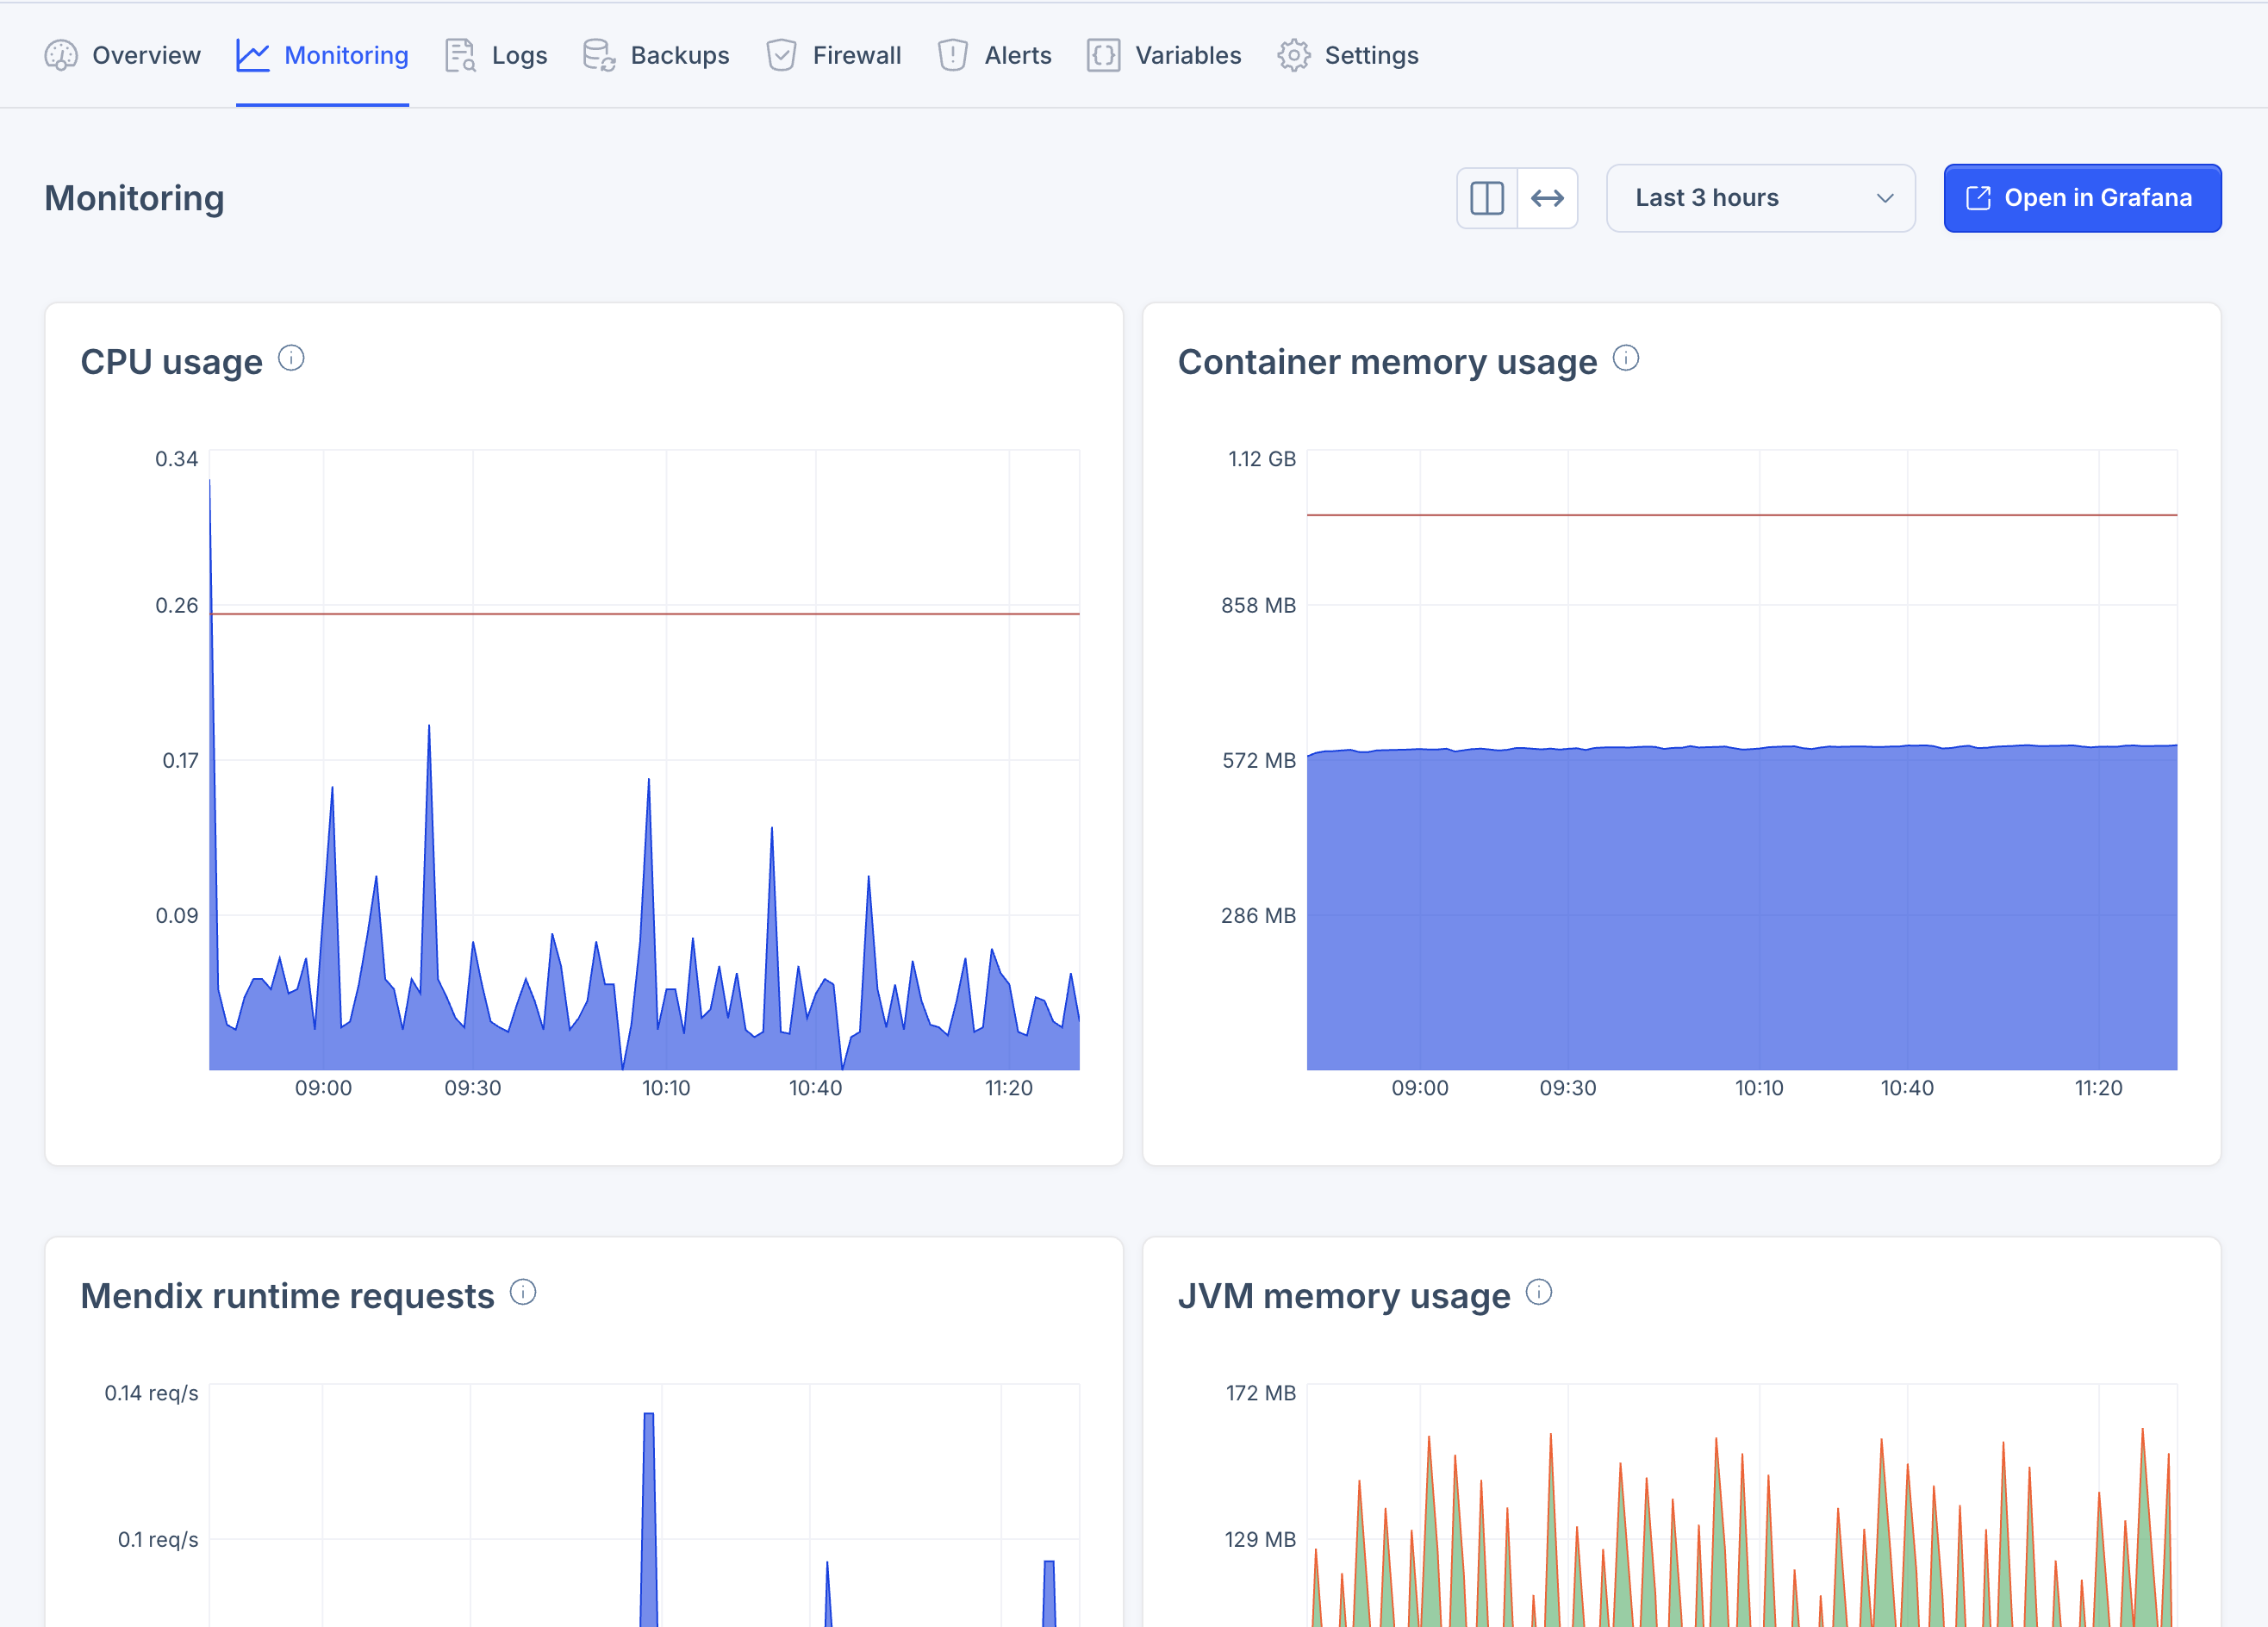 Overview Monitoring Logs Backups Firewall Alerts Variables Settings
Monitoring
Last 3 hours
Open in Grafana
CPU usage
0.34
0.26
0.17
0.09
09:00 09:30 10:10 10:40 11:20
Container memory usage
1.12 GB
858 MB
572 MB
286 MB
09:00 09:30 10:10 10:40 11:20
Mendix runtime requests
0.14 req/s
0.1 req/s
JVM memory usage
172 MB
129 MB